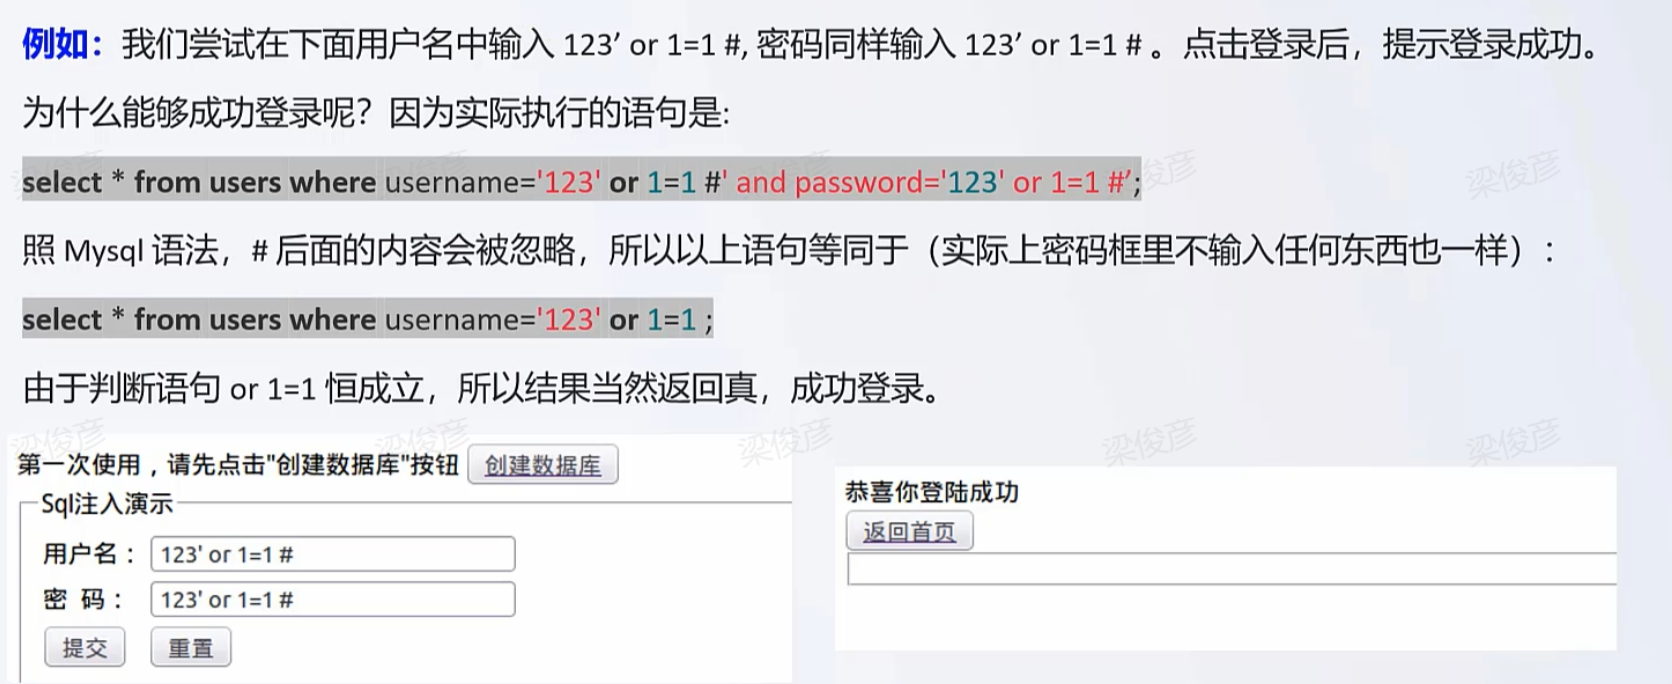 例如：我们尝试在下面用户名中输入 123’ or 1=1 #, 密码同样输入 123’ or 1=1 # 。点击登录后，提示登录成功。
为什么能够成功登录呢？因为实际执行的语句是:
select * from users where username='123' or 1=1 #' and password='123' or 1=1 #’;
照 Mysql 语法，# 后面的内容会被忽略，所以以上语句等同于（实际上密码框里不输入任何东西也一样）：
select * from users where username='123' or 1=1 ;
由于判断语句 or 1=1 恒成立，所以结果当然返回真，成功登录。
第一次使用，请先点击"创建数据库"按钮 创建数据库
Sql注入演示
用户名： 123' or 1=1 #
密 码： 123' or 1=1 #
提交 重置
恭喜你登陆成功
返回首页
梁俊彦 梁俊彦 梁俊彦 梁俊彦 梁俊彦
梁俊彦 梁俊彦 梁俊彦 梁俊彦 梁俊彦